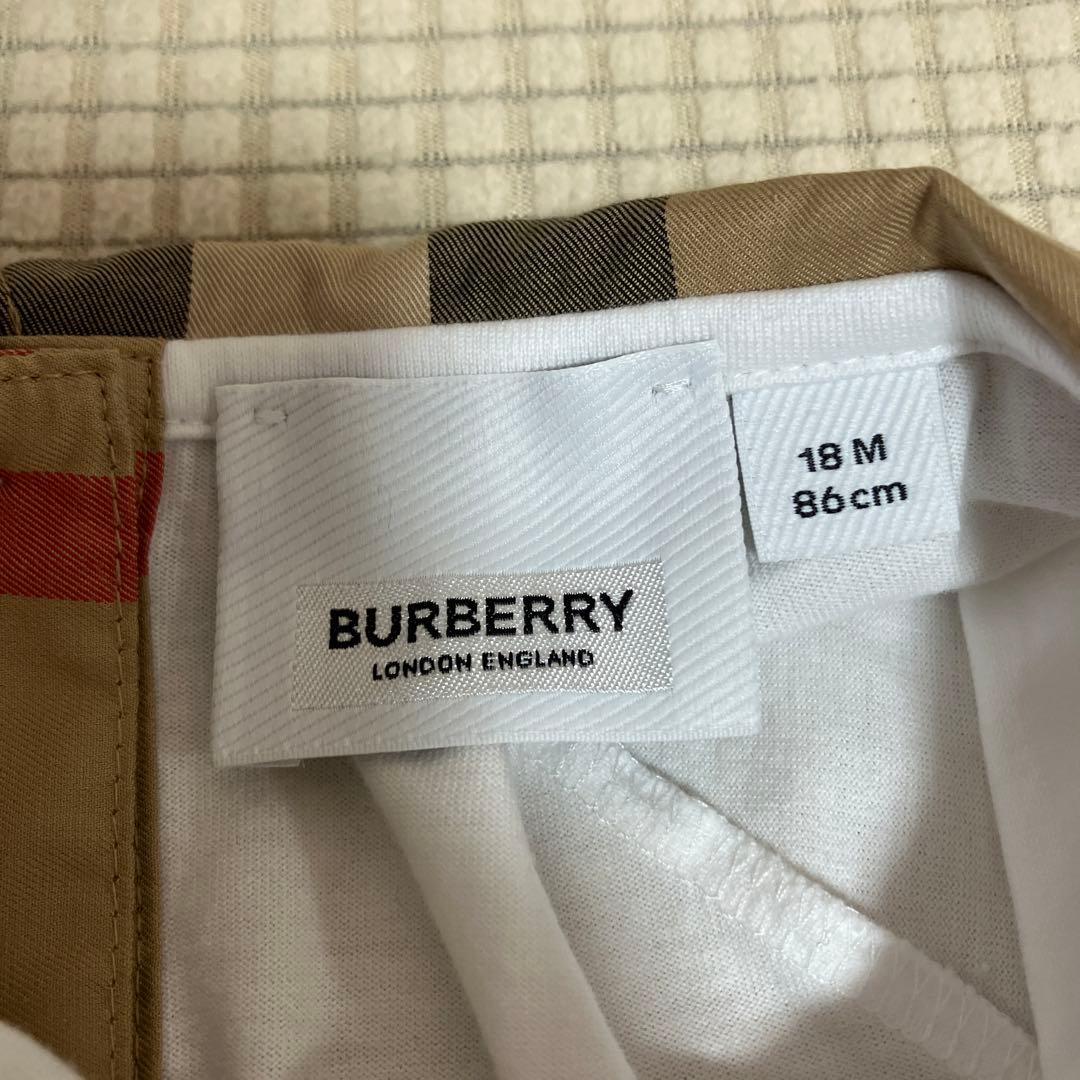 BURBERRY
LONDON ENGLAND
18 M
86cm